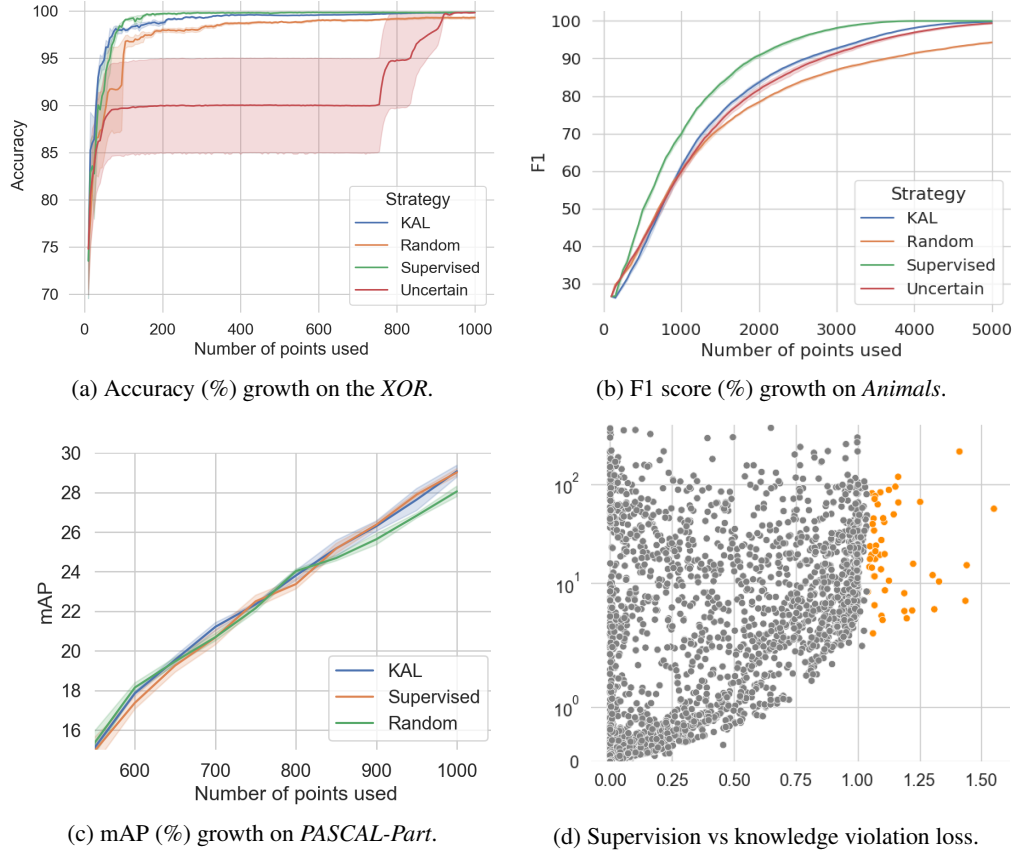 100
95
90
85
80
75
70
Accuracy
Strategy
KAL
Random
Supervised
Uncertain
0 200 400 600 800 1000
Number of points used
(a) Accuracy (%) growth on the XOR.
100
90
80
70
60
50
40
30
F1
Strategy
KAL
Random
Supervised
Uncertain
0 1000 2000 3000 4000 5000
Number of points used
(b) F1 score (%) growth on Animals.
30
28
26
24
22
20
18
16
mAP
KAL
Supervised
Random
600 700 800 900 1000
Number of points used
(c) mAP (%) growth on PASCAL-Part.
10²
10¹
10⁰
0
0.00 0.25 0.50 0.75 1.00 1.25 1.50
(d) Supervision vs knowledge violation loss.